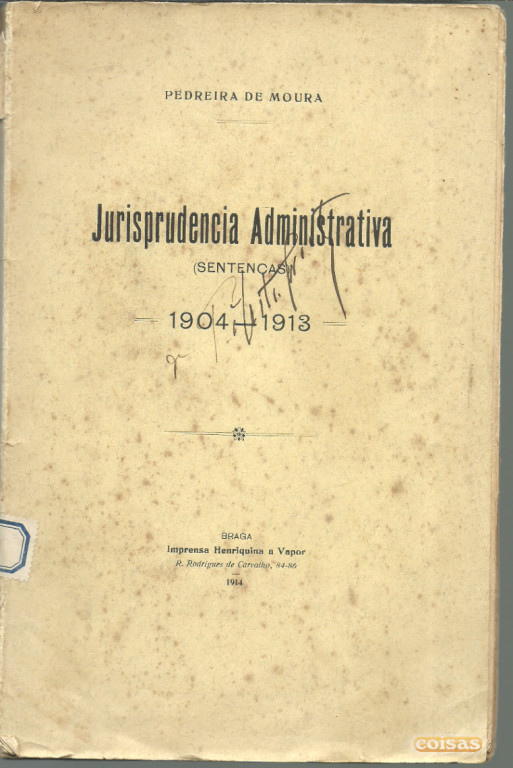 PEDREIRA DE MOURA
Jurisprudencia Administrativa
(SENTENÇAS)
1904—1913
BRAGA
Imprensa Henriquina a Vapor
R. Rodrigues de Carvalho, 84-86
1914
coisas